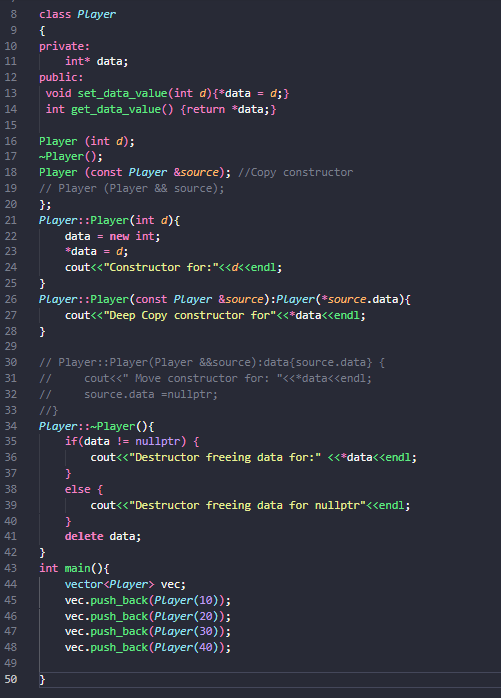 8 class Player
9 {
10 private:
11     int* data;
12 public:
13  void set_data_value(int d){*data = d;}
14  int get_data_value() {return *data;}
15
16 Player (int d);
17 ~Player();
18 Player (const Player &source); //Copy constructor
19 // Player (Player && source);
20 };
21 Player::Player(int d){
22     data = new int;
23     *data = d;
24     cout<<"Constructor for:"<<d<<endl;
25 }
26 Player::Player(const Player &source):Player(*source.data){
27     cout<<"Deep Copy constructor for"<<*data<<endl;
28 }
29
30 // Player::Player(Player &&source):data{source.data} {
31 //     cout<<" Move constructor for: "<<*data<<endl;
32 //     source.data =nullptr;
33 //}
34 Player::~Player(){
35     if(data != nullptr) {
36         cout<<"Destructor freeing data for:" <<*data<<endl;
37     }
38     else {
39         cout<<"Destructor freeing data for nullptr"<<endl;
40     }
41     delete data;
42 }
43 int main(){
44     vector<Player> vec;
45     vec.push_back(Player(10));
46     vec.push_back(Player(20));
47     vec.push_back(Player(30));
48     vec.push_back(Player(40));
49
50 }